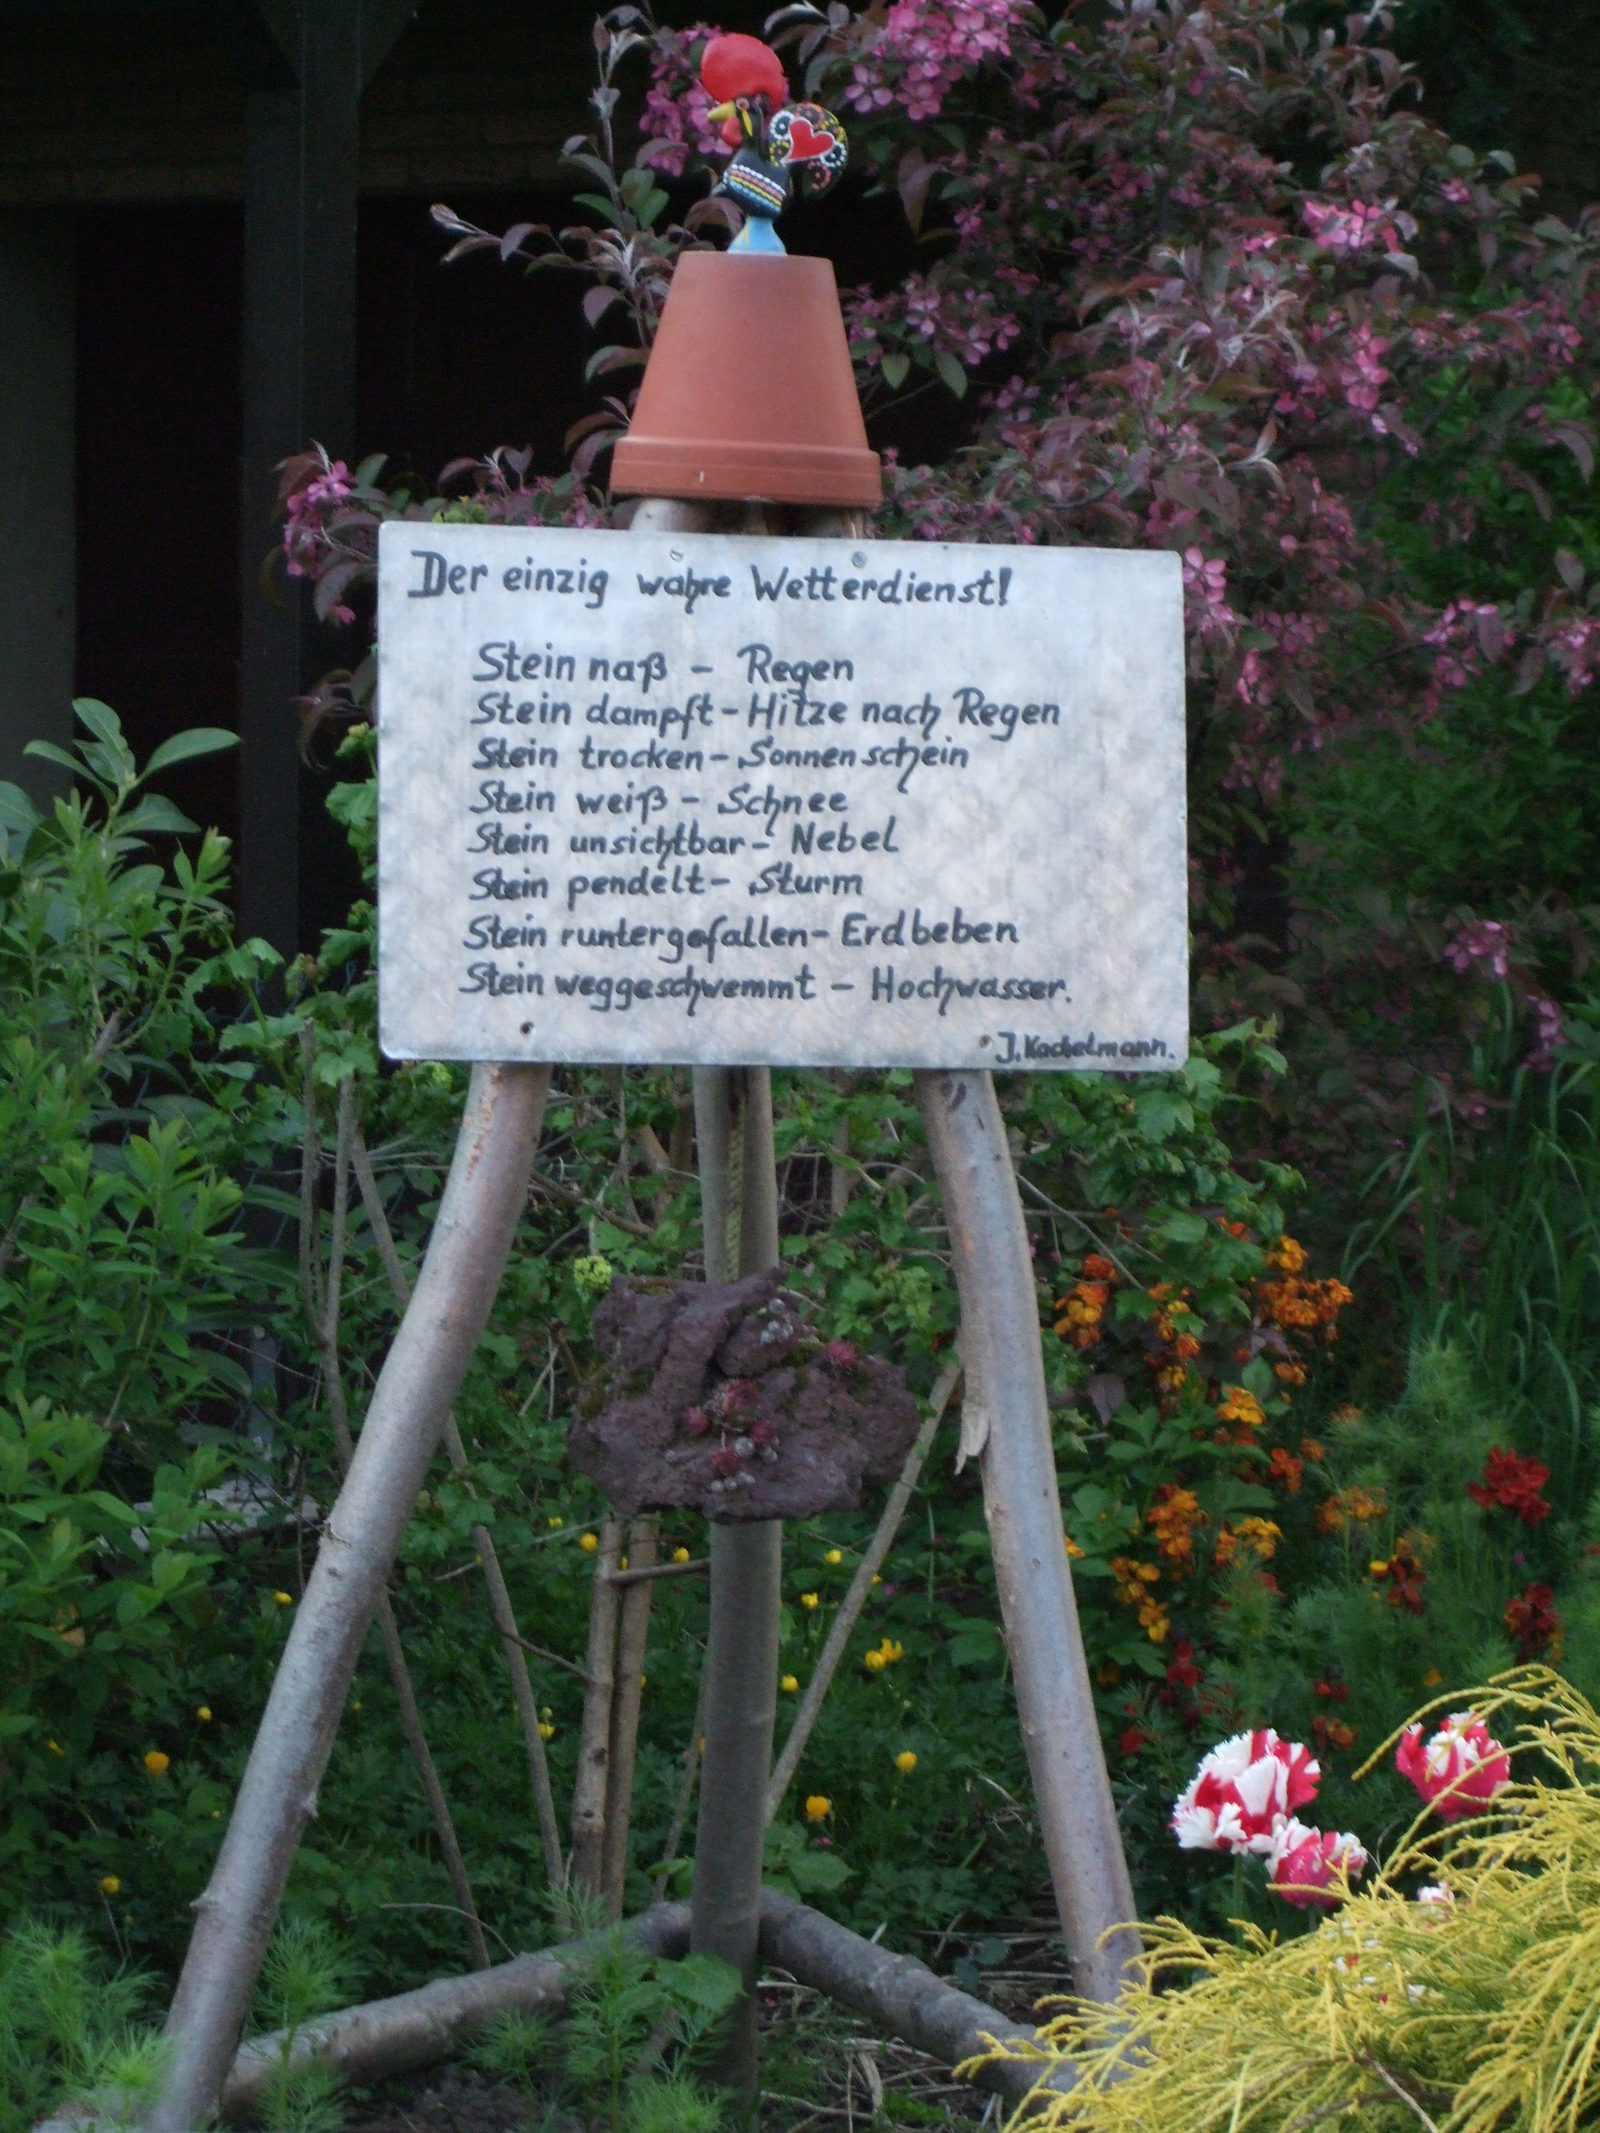 Der einzig wahre Wetterdienst!
Stein naß - Regen
Stein dampft - Hitze nach Regen
Stein trocken - Sonnenschein
Stein weiß - Schnee
Stein unsichtbar - Nebel
Stein pendelt - Sturm
Stein runtergefallen - Erdbeben
Stein weggeschwemmt - Hochwasser.
J. Kachelmann.